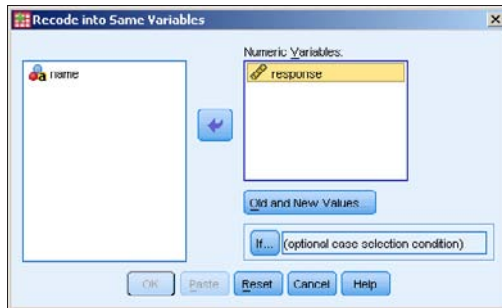 Recode into Same Variables
Numeric Variables:
name
response
Old and New Values...
If... (optional case selection condition)
OK Paste Reset Cancel Help